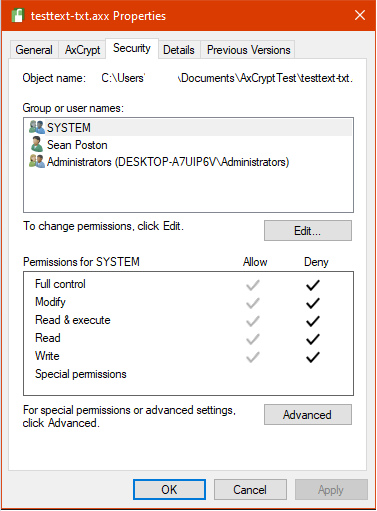 testtext-txt.axx Properties
General AxCrypt Security Details Previous Versions
Object name: C:\Users' \Documents\AxCryptTest\testtext-txt.
Group or user names:
SYSTEM
Sean Poston
Administrators (DESKTOP-A7UIP6V\Administrators)
To change permissions, click Edit.
Edit...
Permissions for SYSTEM Allow Deny
Full control
Modify
Read & execute
Read
Write
Special permissions
For special permissions or advanced settings,
click Advanced.
Advanced
OK Cancel Apply